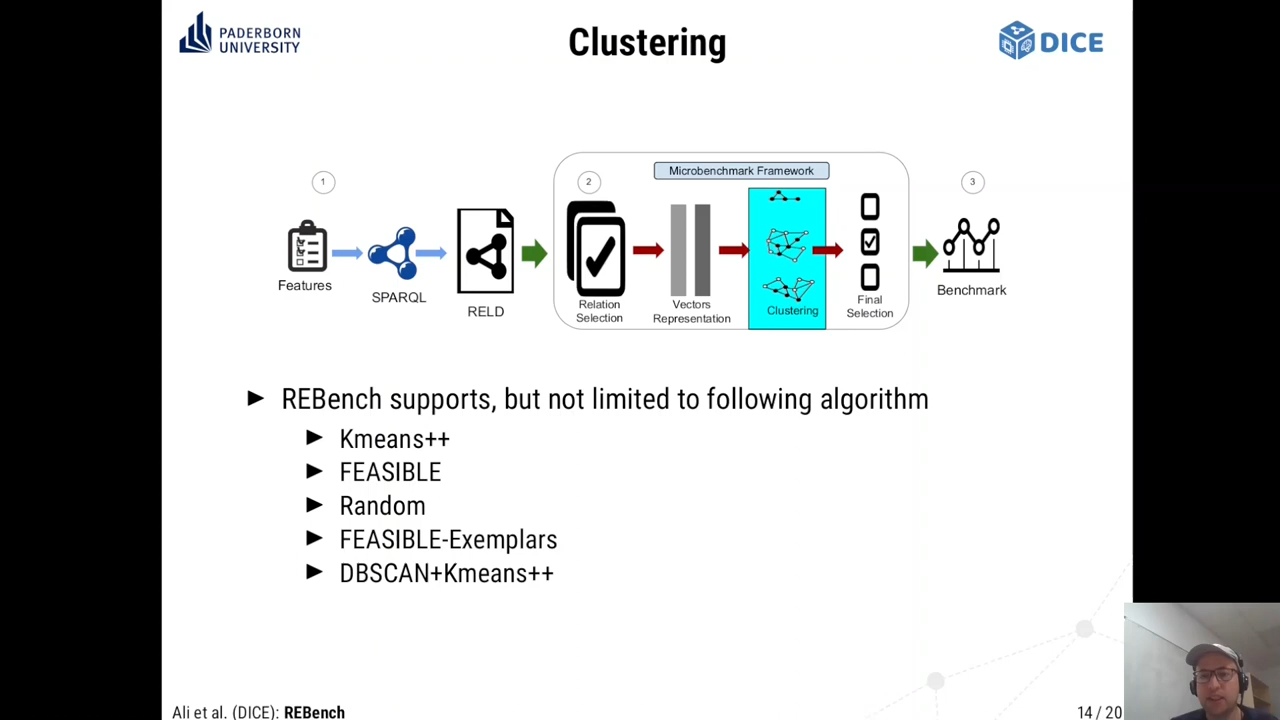 PADERBORN
UNIVERSITY
Clustering
DICE
Microbenchmark Framework
1
2
3
Features
SPARQL
RELD
Relation
Selection
Vectors
Representation
Clustering
Final
Selection
Benchmark
REBench supports, but not limited to following algorithm
Kmeans++
FEASIBLE
Random
FEASIBLE-Exemplars
DBSCAN+Kmeans++
Ali et al. (DICE): REBench
14 / 20